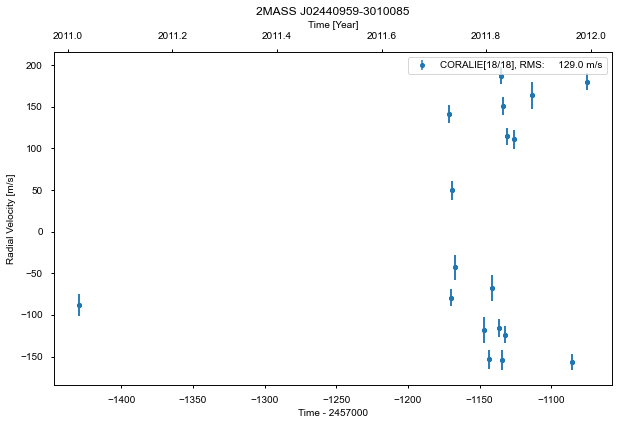 2MASS J02440959-3010085
Time [Year]
2011.0 2011.2 2011.4 2011.6 2011.8 2012.0
CORALIE[18/18], RMS: 129.0 m/s
200
150
100
50
0
−50
−100
−150
Radial Velocity [m/s]
−1400 −1350 −1300 −1250 −1200 −1150 −1100
Time - 2457000